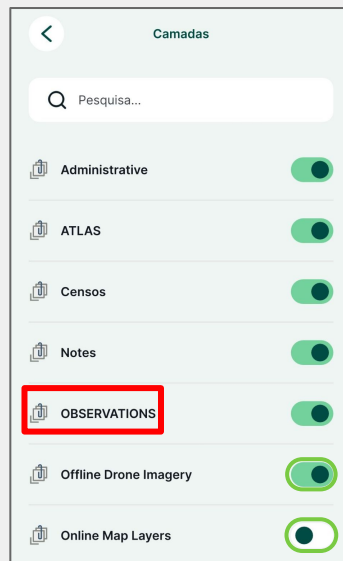 Camadas
Pesquisa...
Administrative
ATLAS
Censos
Notes
OBSERVATIONS
Offline Drone Imagery
Online Map Layers